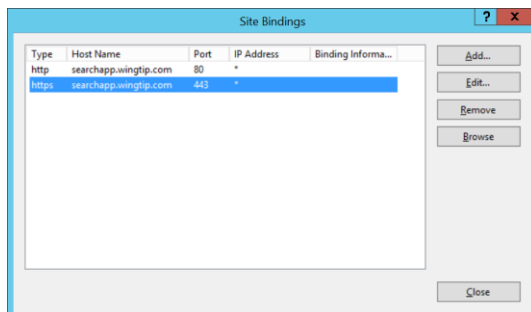 Site Bindings
? x
Type Host Name Port IP Address Binding Informa...
http searchapp.wingtip.com 80 *
https searchapp.wingtip.com 443 *
Add...
Edit...
Remove
Browse
Close